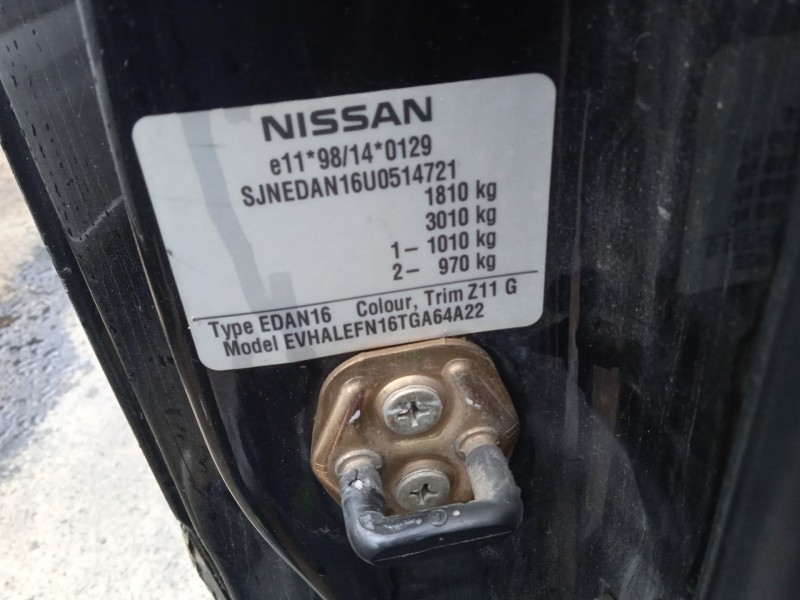 NISSAN
e11*98/14*0129
SJNEDAN16U0514721
1810 kg
3010 kg
1– 1010 kg
2– 970 kg
Type EDAN16 Colour, Trim Z11 G
Model EVHALEFN16TGA64A22